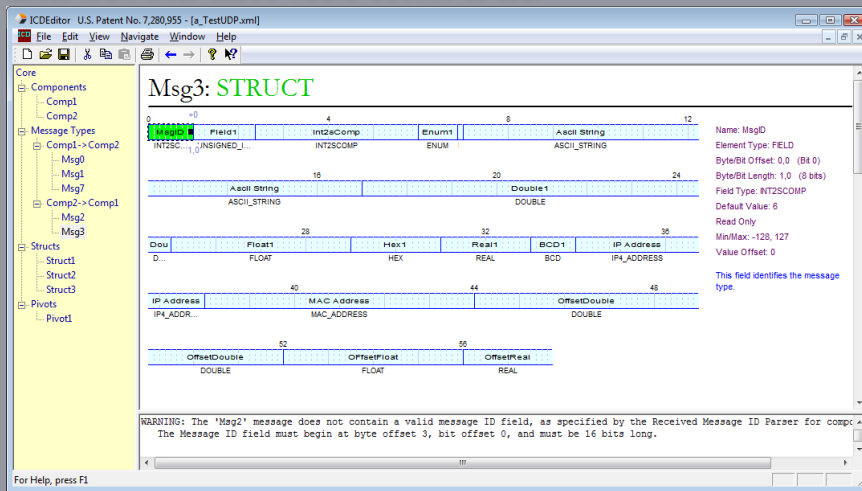 ICDEditor U.S. Patent No. 7,280,955 - [a_TestUDP.xml]
File Edit View Navigate Window Help
Core
Components
Comp1
Comp2
Message Types
Comp1->Comp2
Msg0
Msg1
Msg7
Comp2->Comp1
Msg2
Msg3
Structs
Struct1
Struct2
Struct3
Pivots
Pivot1
Msg3: STRUCT
0 +0 4 8 12
MsgID Field1 Int2sComp Enum1 Ascii String
INT2SC... 1,0 UNSIGNED_I... INT2SCOMP ENUM ASCII_STRING
16 20 24
Ascii String Double1
ASCII_STRING DOUBLE
28 32 36
Dou Float1 Hex1 Real1 BCD1 IP Address
D... FLOAT HEX REAL BCD IP4_ADDRESS
40 44 48
IP Address MAC Address OffsetDouble
IP4_ADDR... MAC_ADDRESS DOUBLE
52 56
OffsetDouble OFfsetFloat OffsetReal
DOUBLE FLOAT REAL
Name: MsgID
Element Type: FIELD
Byte/Bit Offset: 0,0 (Bit 0)
Byte/Bit Length: 1,0 (8 bits)
Field Type: INT2SCOMP
Default Value: 6
Read Only
Min/Max: -128, 127
Value Offset: 0
This field identifies the message
type.
WARNING: The 'Msg2' message does not contain a valid message ID field, as specified by the Received Message ID Parser for compo
The Message ID field must begin at byte offset 3, bit offset 0, and must be 16 bits long.
For Help, press F1